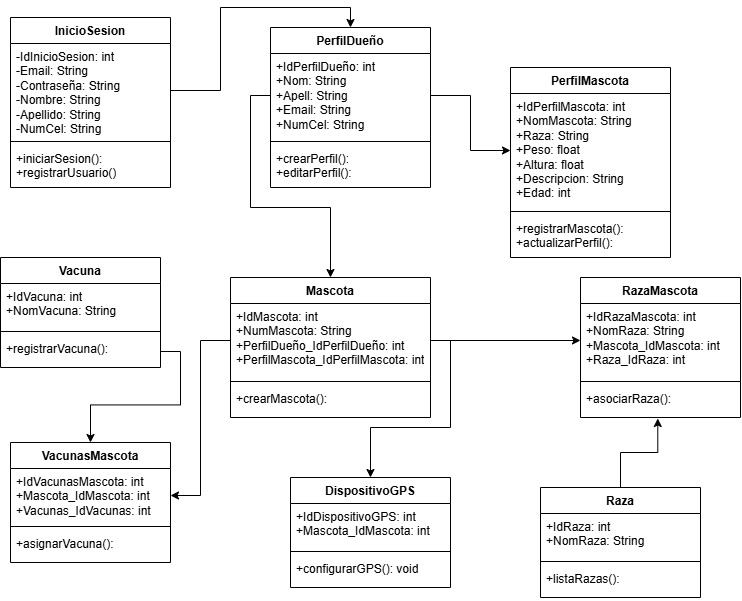 InicioSesion
-IdInicioSesion: int
-Email: String
-Contraseña: String
-Nombre: String
-Apellido: String
-NumCel: String
+iniciarSesion():
+registrarUsuario()
PerfilDueño
+IdPerfilDueño: int
+Nom: String
+Apell: String
+Email: String
+NumCel: String
+crearPerfil():
+editarPerfil():
PerfilMascota
+IdPerfilMascota: int
+NomMascota: String
+Raza: String
+Peso: float
+Altura: float
+Descripcion: String
+Edad: int
+registrarMascota():
+actualizarPerfil():
Vacuna
+IdVacuna: int
+NomVacuna: String
+registrarVacuna():
Mascota
+IdMascota: int
+NumMascota: String
+PerfilDueño_IdPerfilDueño: int
+PerfilMascota_IdPerfilMascota: int
+crearMascota():
RazaMascota
+IdRazaMascota: int
+NomRaza: String
+Mascota_IdMascota: int
+Raza_IdRaza: int
+asociarRaza():
VacunasMascota
+IdVacunasMascota: int
+Mascota_IdMascota: int
+Vacunas_IdVacunas: int
+asignarVacuna():
DispositivoGPS
+IdDispositivoGPS: int
+Mascota_IdMascota: int
+configurarGPS(): void
Raza
+IdRaza: int
+NomRaza: String
+listaRazas():